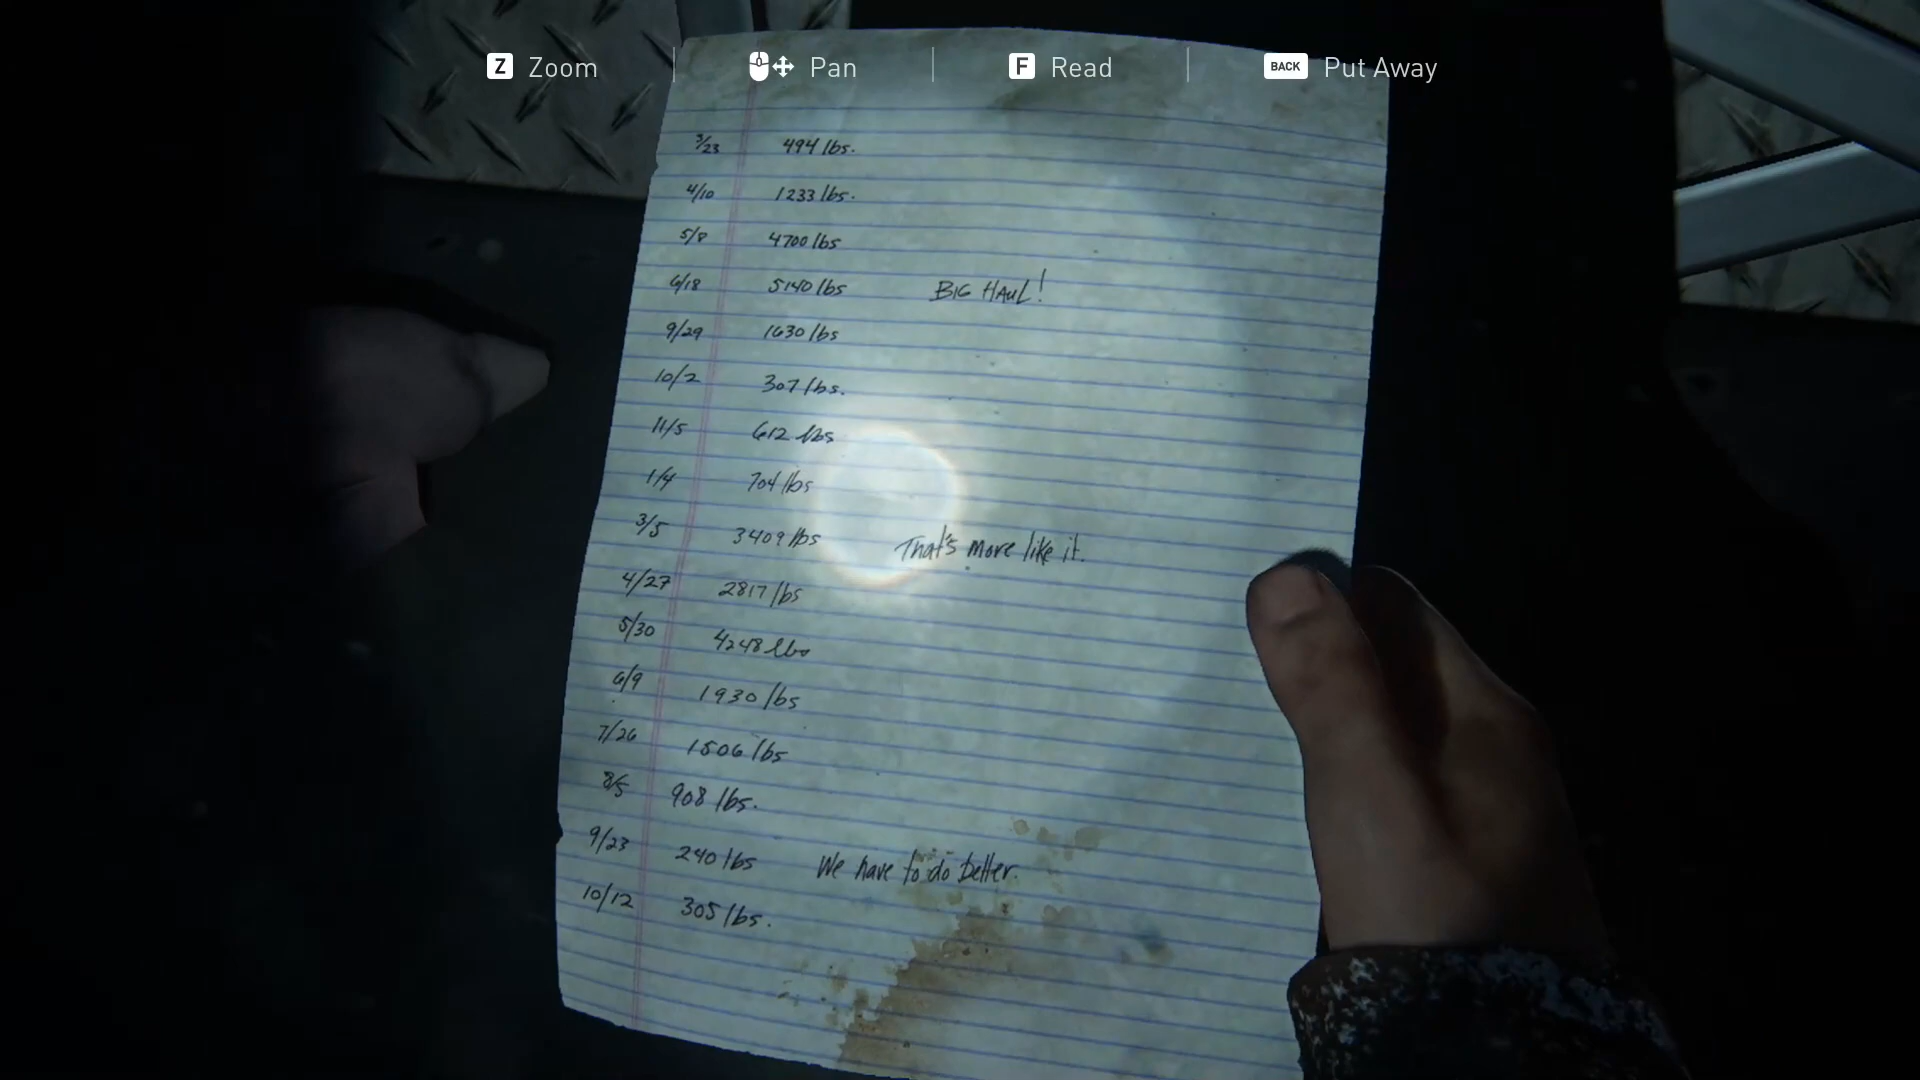 Z Zoom F Read BACK Put Away Pan
3/23 494 lbs.
4/10 1233 lbs.
5/8 4700 lbs
6/18 5140 lbs BIG HAUL!
9/29 1630 lbs
10/2 307 lbs.
11/5 612 lbs
1/4 704 lbs
3/5 3409 lbs That's more like it.
4/27 2817 lbs
5/30 4248 lbs
6/9 1930 lbs
7/26 1506 lbs
8/5 908 lbs.
9/23 240 lbs We have to do better.
10/12 305 lbs.